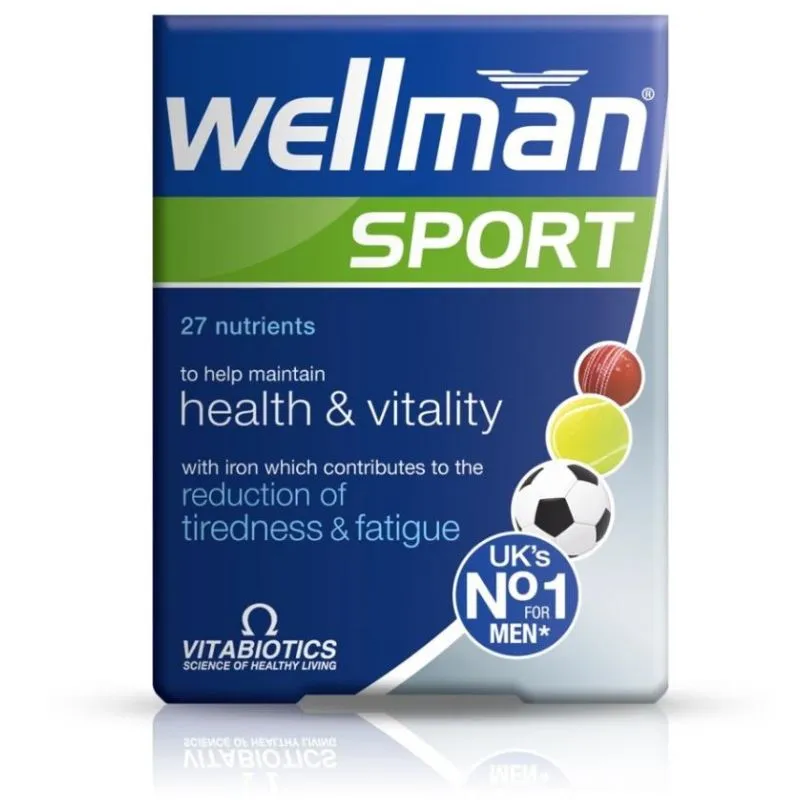 wellman®
SPORT
27 nutrients
to help maintain
health & vitality
with iron which contributes to the
reduction of
tiredness & fatigue
UK's
No1
FOR
MEN*
Ω
VITABIOTICS
SCIENCE OF HEALTHY LIVING